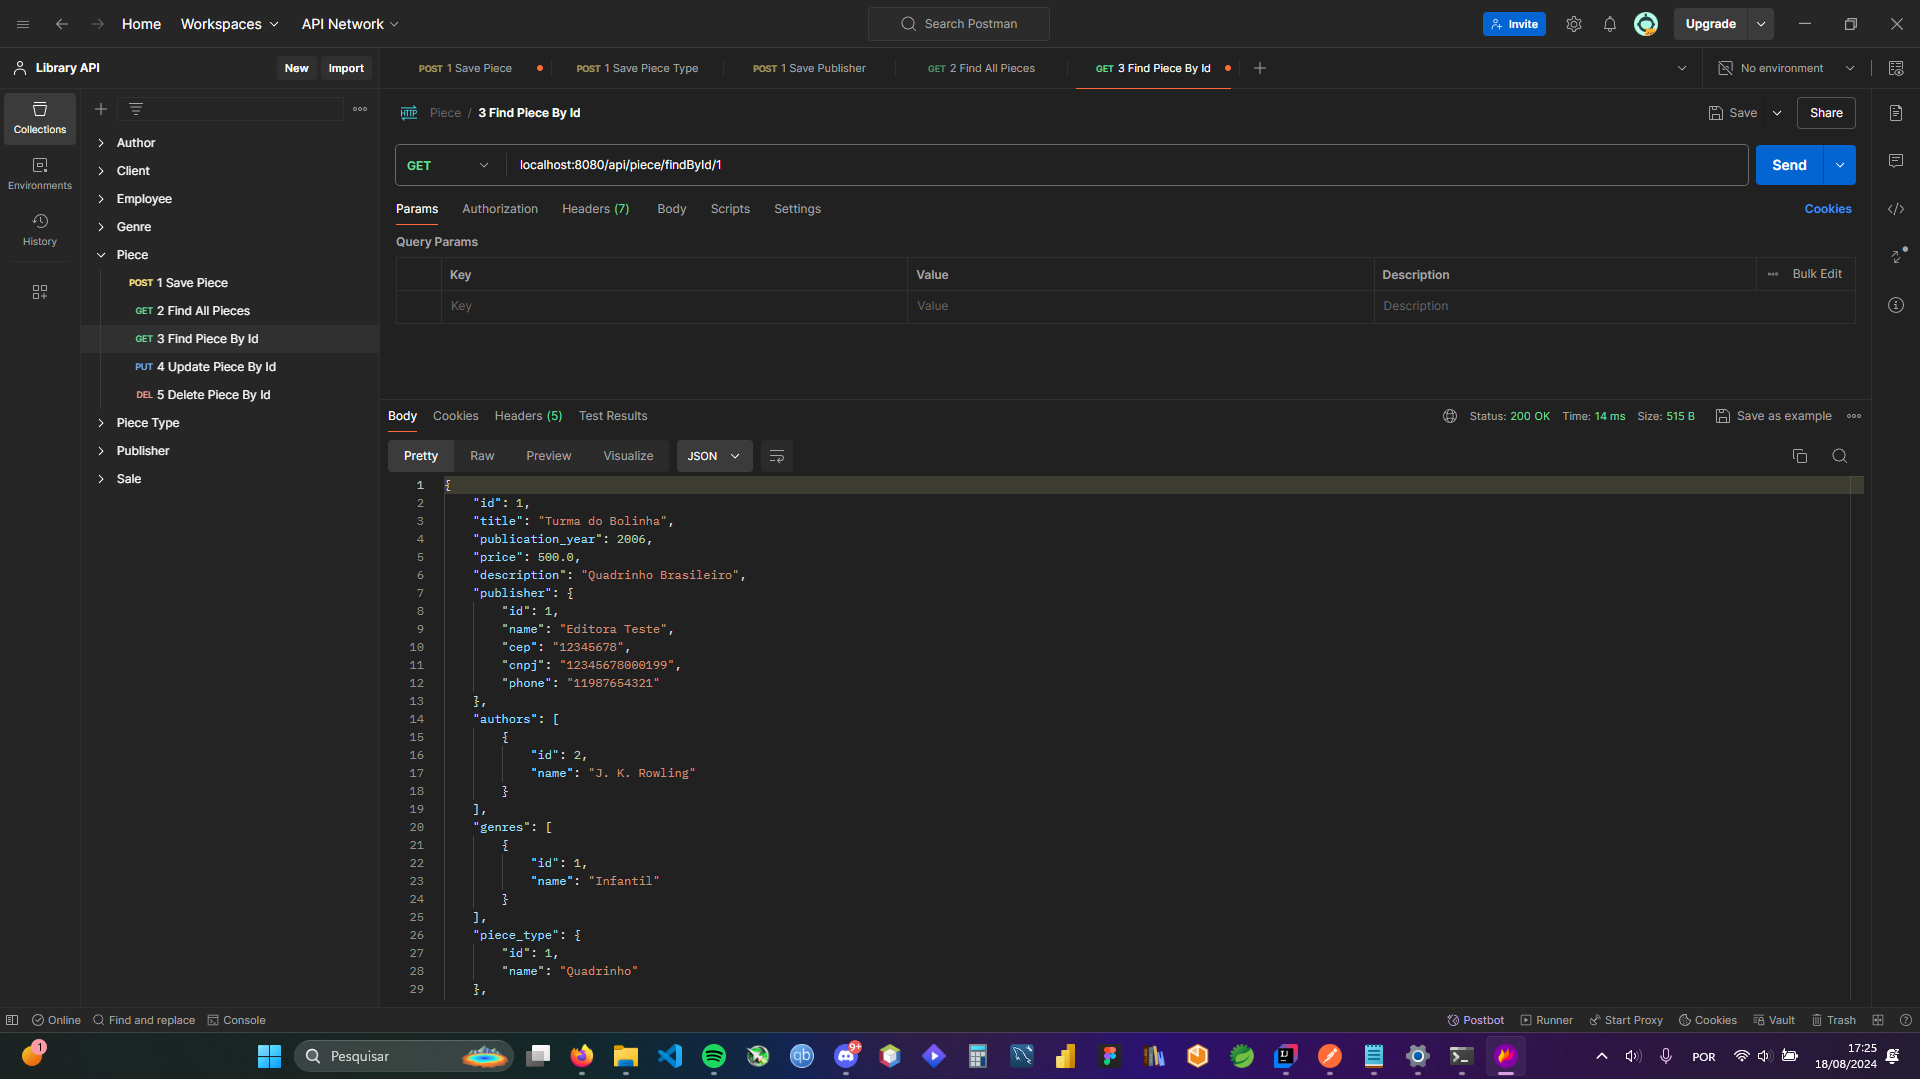 Home Workspaces API Network Search Postman Invite Upgrade
Library API New Import
POST 1 Save Piece POST 1 Save Piece Type POST 1 Save Publisher GET 2 Find All Pieces GET 3 Find Piece By Id No environment
Collections
Environments
History
Author
Client
Employee
Genre
Piece
POST 1 Save Piece
GET 2 Find All Pieces
GET 3 Find Piece By Id
PUT 4 Update Piece By Id
DEL 5 Delete Piece By Id
Piece Type
Publisher
Sale
HTTP Piece / 3 Find Piece By Id Save Share
GET localhost:8080/api/piece/findById/1 Send
Params Authorization Headers (7) Body Scripts Settings Cookies
Query Params
Key Value Description Bulk Edit
Key Value Description
Body Cookies Headers (5) Test Results Status: 200 OK Time: 14 ms Size: 515 B Save as example
Pretty Raw Preview Visualize JSON
1 {
2 "id": 1,
3 "title": "Turma do Bolinha",
4 "publication_year": 2006,
5 "price": 500.0,
6 "description": "Quadrinho Brasileiro",
7 "publisher": {
8 "id": 1,
9 "name": "Editora Teste",
10 "cep": "12345678",
11 "cnpj": "12345678000199",
12 "phone": "11987654321"
13 },
14 "authors": [
15 {
16 "id": 2,
17 "name": "J. K. Rowling"
18 }
19 ],
20 "genres": [
21 {
22 "id": 1,
23 "name": "Infantil"
24 }
25 ],
26 "piece_type": {
27 "id": 1,
28 "name": "Quadrinho"
29 },
Online Find and replace Console Postbot Runner Start Proxy Cookies Vault Trash
1 Pesquisar qb 9+ IJ POR 17:25
18/08/2024